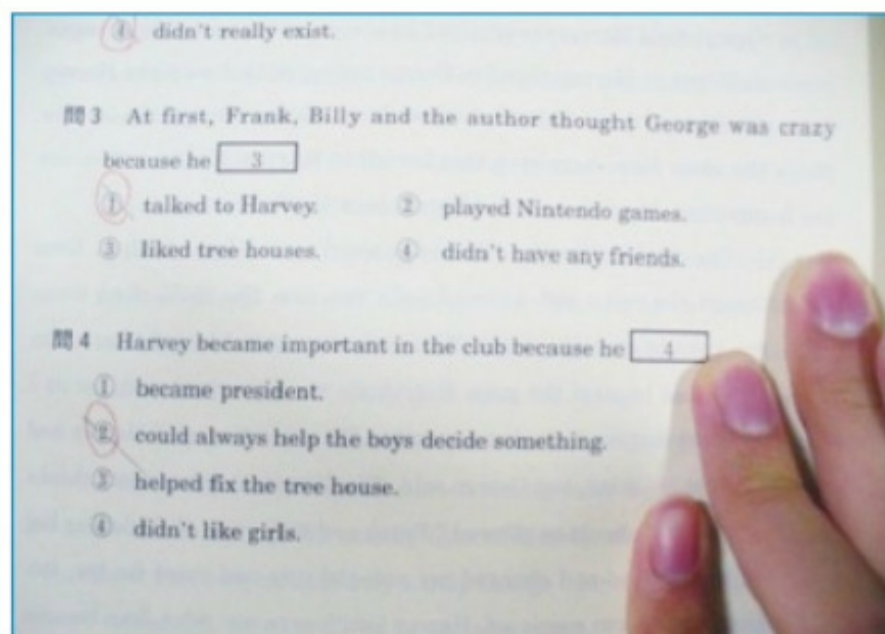 ④ didn't really exist.
問3 At first, Frank, Billy and the author thought George was crazy
because he 3
① talked to Harvey. ② played Nintendo games.
③ liked tree houses. ④ didn't have any friends.
問4 Harvey became important in the club because he 4
① became president.
② could always help the boys decide something.
③ helped fix the tree house.
④ didn't like girls.